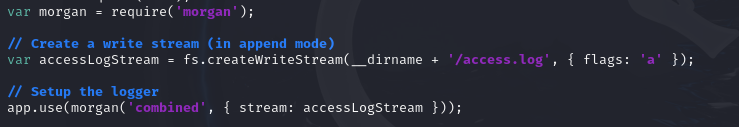 var morgan = require('morgan');
// Create a write stream (in append mode)
var accessLogStream = fs.createWriteStream(__dirname + '/access.log', { flags: 'a' });
// Setup the logger
app.use(morgan('combined', { stream: accessLogStream }));